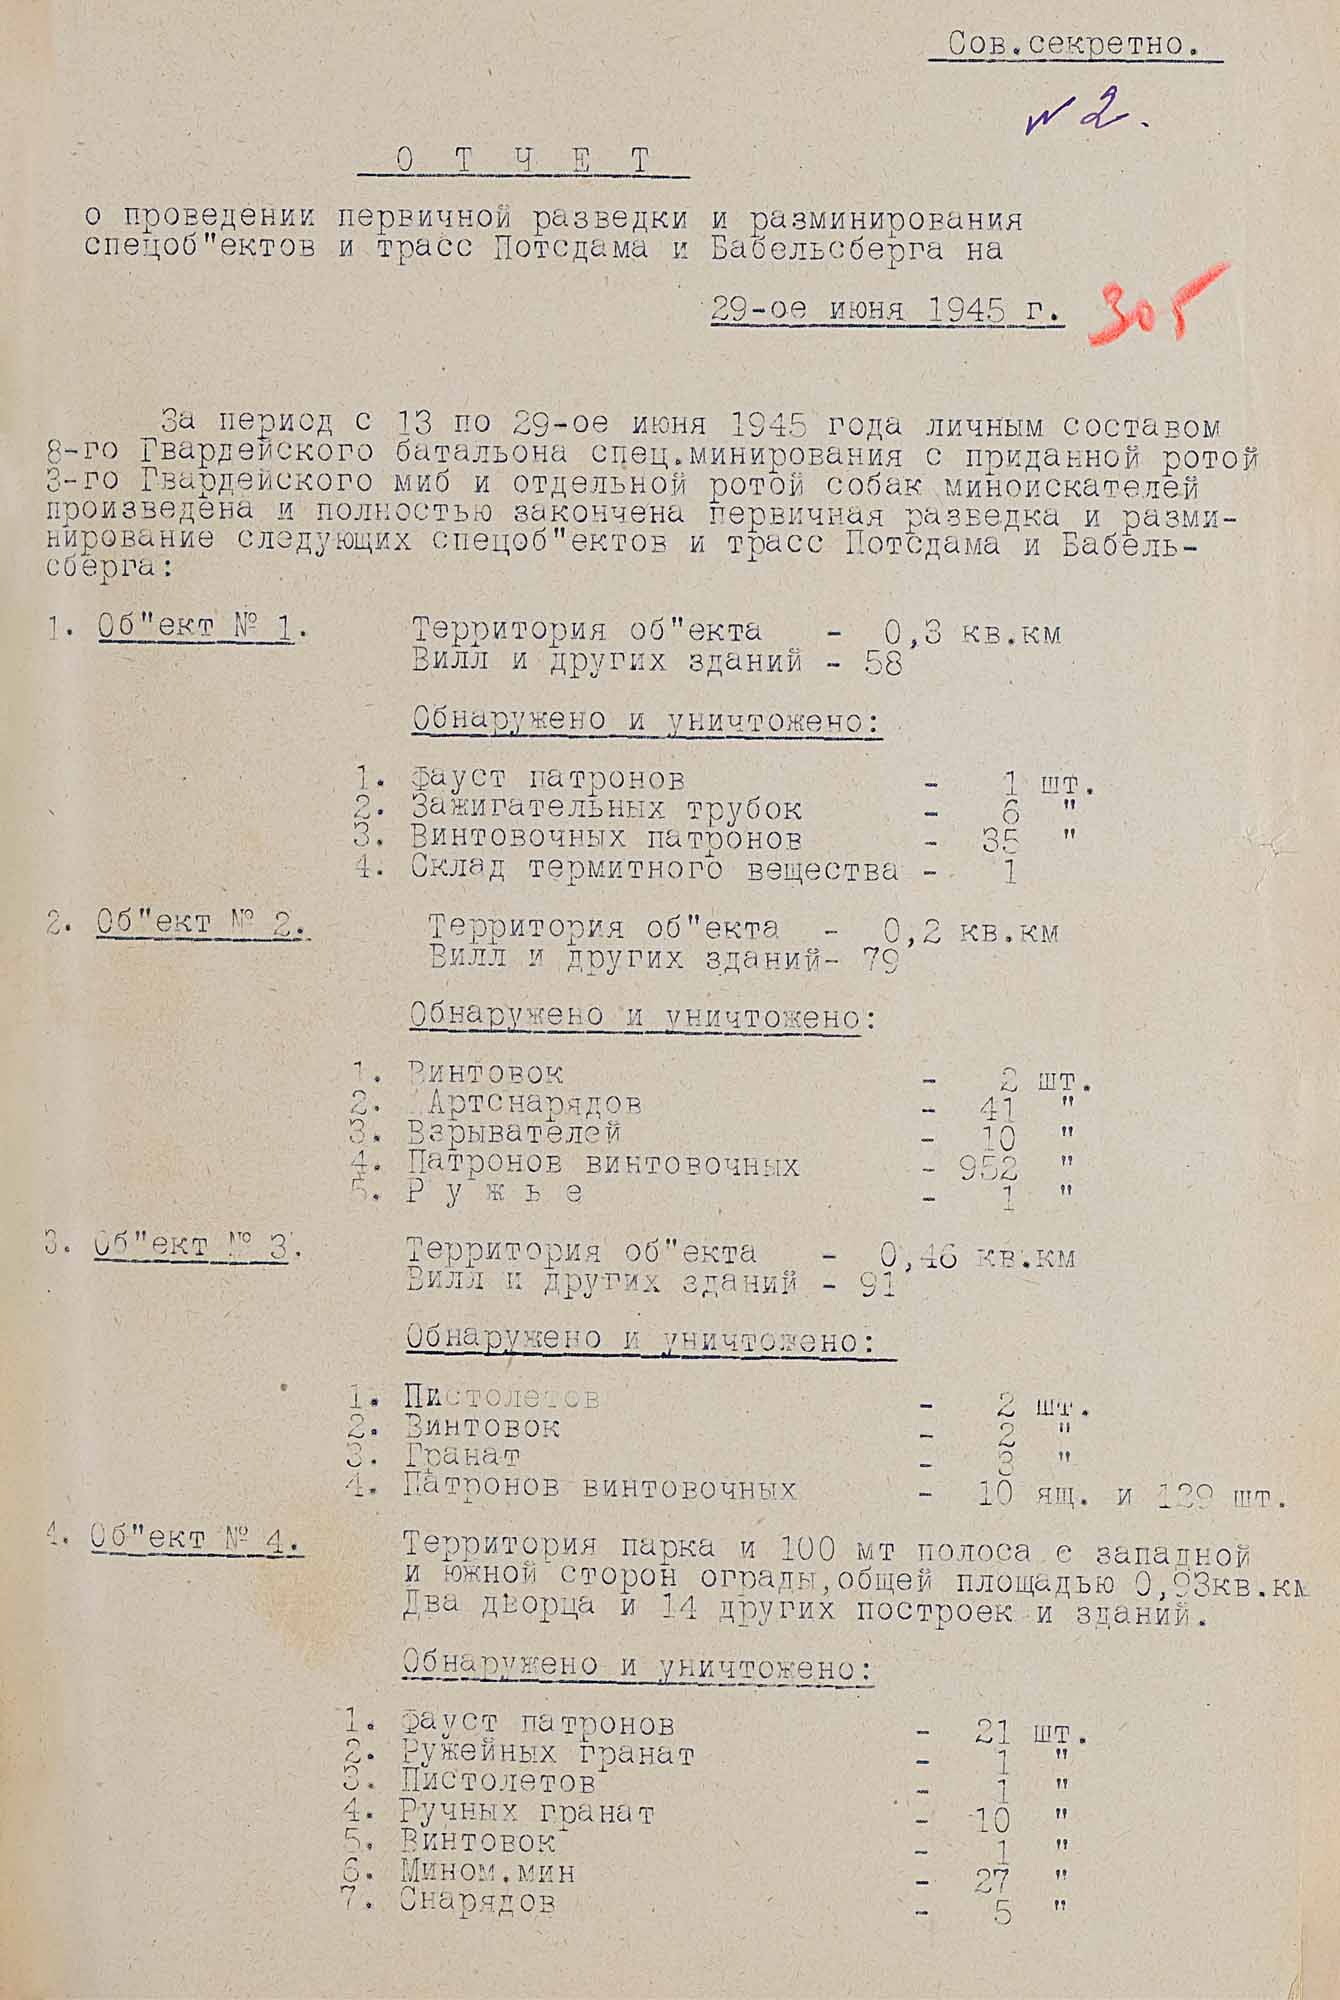 Сов.секретно.
№ 2.
О Т Ч Е Т
о проведении первичной разведки и разминирования
спецоб"ектов и трасс Потсдама и Бабельсберга на
29-ое июня 1945 г.
305
За период с 13 по 29-ое июня 1945 года личным составом
8-го Гвардейского батальона спец.минирования с приданной ротой
3-го Гвардейского миб и отдельной ротой собак миноискателей
произведена и полностью закончена первичная разведка и разми-
нирование следующих спецоб"ектов и трасс Потсдама и Бабель-
сберга:
1. Об"ект № 1. Территория об"екта - 0,3 кв.км
Вилл и других зданий - 58
Обнаружено и уничтожено:
1. Фауст патронов - 1 шт.
2. Зажигательных трубок - 6 "
3. Винтовочных патронов - 35 "
4. Склад термитного вещества - 1
2. Об"ект № 2. Территория об"екта - 0,2 кв.км
Вилл и других зданий- 79
Обнаружено и уничтожено:
1. Винтовок - 2 шт.
2. Артснарядов - 41 "
3. Взрывателей - 10 "
4. Патронов винтовочных - 952 "
5. Р у ж ь е - 1 "
3. Об"ект № 3. Территория об"екта - 0,46 кв.км
Вилл и других зданий - 91
Обнаружено и уничтожено:
1. Пистолетов - 2 шт.
2. Винтовок - 2 "
3. Гранат - 3 "
4. Патронов винтовочных - 10 ящ. и 129 шт.
4. Об"ект № 4. Территория парка и 100 мт полоса с западной
и южной сторон ограды,общей площадью 0,93кв.км
Два дворца и 14 других построек и зданий.
Обнаружено и уничтожено:
1. Фауст патронов - 21 шт.
2. Ружейных гранат - 1 "
3. Пистолетов - 1 "
4. Ручных гранат - 10 "
5. Винтовок - 1 "
6. Мином.мин - 27 "
7. Снарядов - 5 "